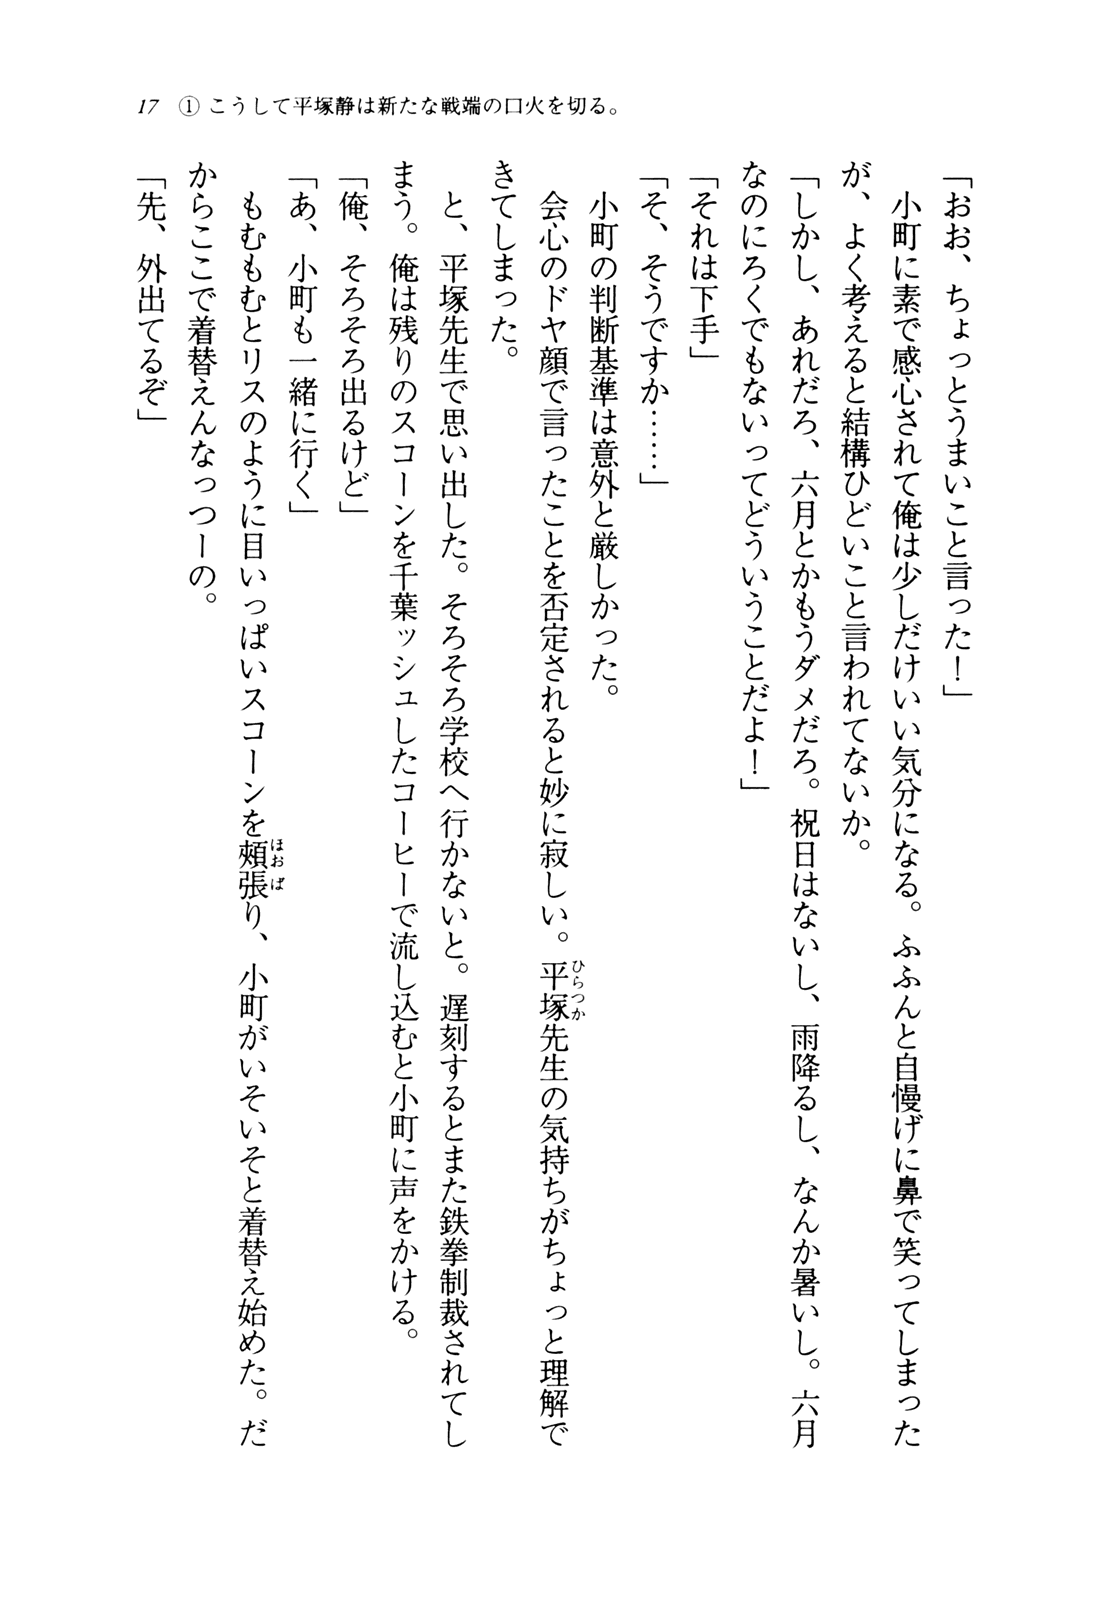 17 ① こうして平塚静は新たな戦端の口火を切る。
「おお、ちょっとうまいこと言った！」
　小町に素で感心されて俺は少しだけいい気分になる。ふふんと自慢げに鼻で笑ってしまった
が、よく考えると結構ひどいこと言われてないか。
「しかし、あれだろ、六月とかもうダメだろ。祝日はないし、雨降るし、なんか暑いし。六月
なのにろくでもないってどういうことだよ！」
「それは下手」
「そ、そうですか……」
　小町の判断基準は意外と厳しかった。
　会心のドヤ顔で言ったことを否定されると妙に寂しい。平塚先生の気持ちがちょっと理解で
きてしまった。
　と、平塚先生で思い出した。そろそろ学校へ行かないと。遅刻するとまた鉄拳制裁されてし
まう。俺は残りのスコーンを千葉ッシュしたコーヒーで流し込むと小町に声をかける。
「俺、そろそろ出るけど」
「あ、小町も一緒に行く」
　もむもむとリスのように目いっぱいスコーンを頬張り、小町がいそいそと着替え始めた。だ
からここで着替えんなっつーの。
「先、外出てるぞ」
ひらつか
ほおば